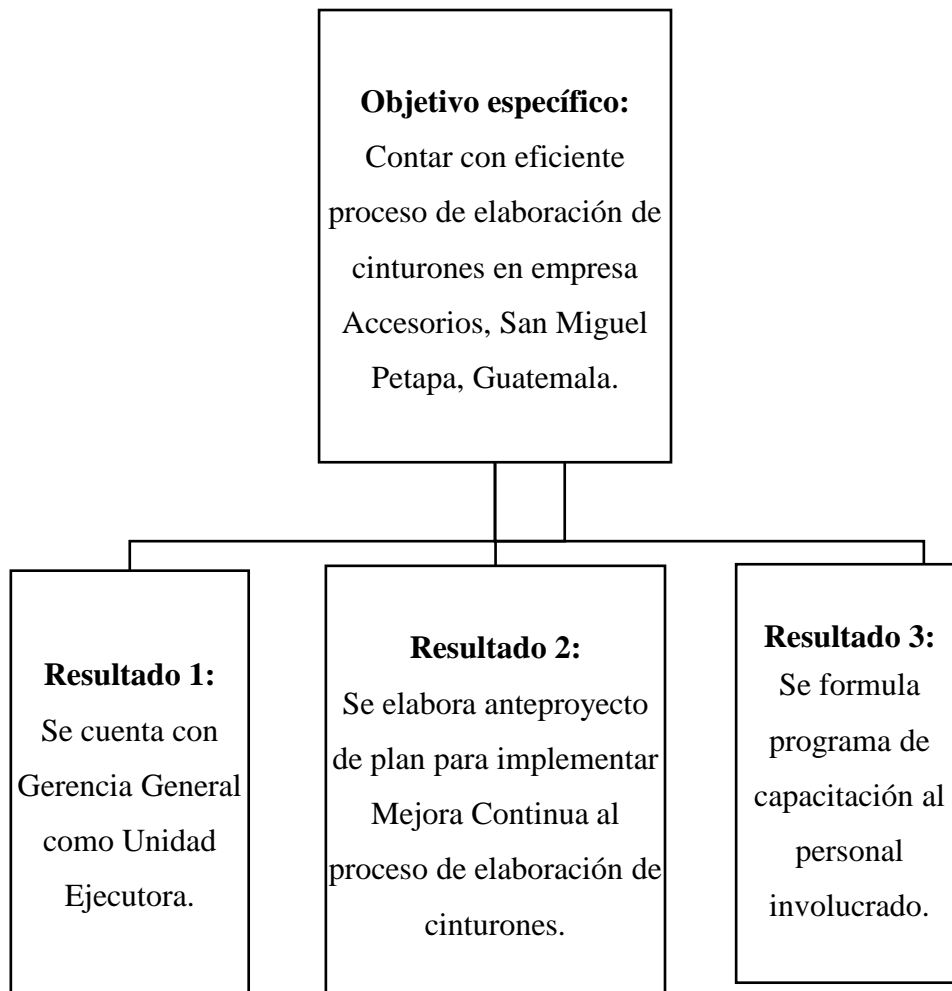 Objetivo específico:
Contar con eficiente
proceso de elaboración de
cinturones en empresa
Accesorios, San Miguel
Petapa, Guatemala.
Resultado 1:
Se cuenta con
Gerencia General
como Unidad
Ejecutora.
Resultado 2:
Se elabora anteproyecto
de plan para implementar
Mejora Continua al
proceso de elaboración de
cinturones.
Resultado 3:
Se formula
programa de
capacitación al
personal
involucrado.